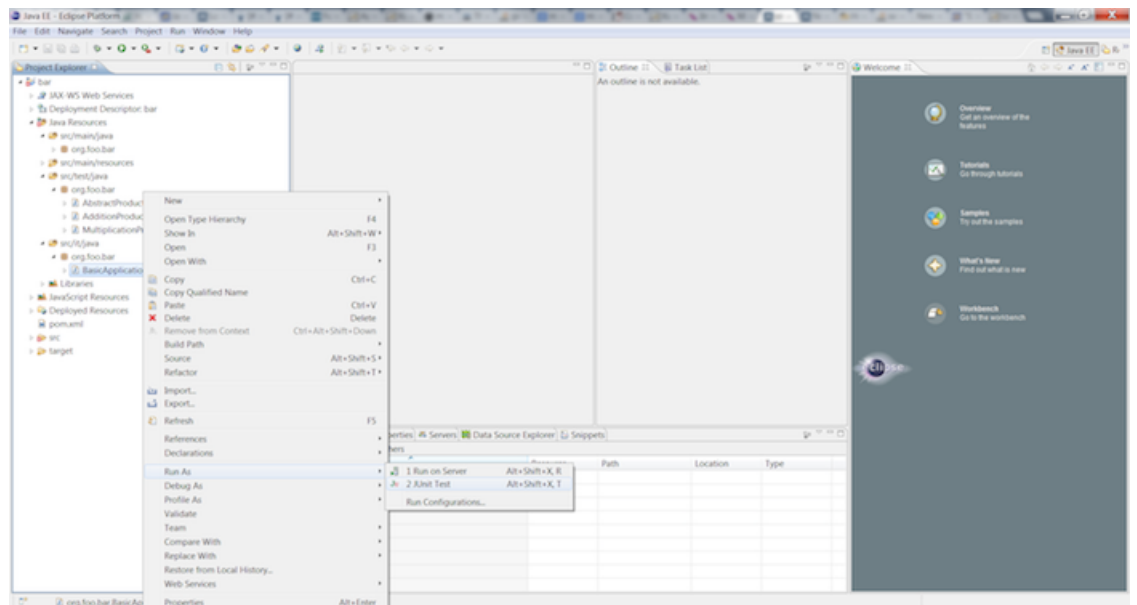 Java EE - Eclipse Platform
File Edit Navigate Search Project Run Window Help
Java EE
Project Explorer
Outline
Task List
Welcome
bar
An outline is not available.
JAX-WS Web Services
Deployment Descriptor: bar
Java Resources
src/main/java
org.foo.bar
src/main/resources
src/test/java
org.foo.bar
AbstractProduc
AdditionProduc
MultiplicationP
src/it/java
org.foo.bar
BasicApplicatio
Libraries
JavaScript Resources
Deployed Resources
pom.xml
src
target
New
Open Type Hierarchy F4
Show In Alt+Shift+W
Open F3
Open With
Copy Ctrl+C
Copy Qualified Name
Paste Ctrl+V
Delete Delete
Remove from Context Ctrl+Alt+Shift+Down
Build Path
Source Alt+Shift+S
Refactor Alt+Shift+T
Import...
Export...
Refresh F5
References
Declarations
Run As
Debug As
Profile As
Validate
Team
Compare With
Replace With
Restore from Local History...
Web Services
Properties Alt+Enter
1 Run on Server Alt+Shift+X, R
2 JUnit Test Alt+Shift+X, T
Run Configurations...
perties Servers Data Source Explorer Snippets
hers
Path Location Type
Overview
Get an overview of the
features
Tutorials
Go through tutorials
Samples
Try out the samples
What's New
Find out what is new
Workbench
Go to the workbench
eclipse
org.foo.bar.BasicAp